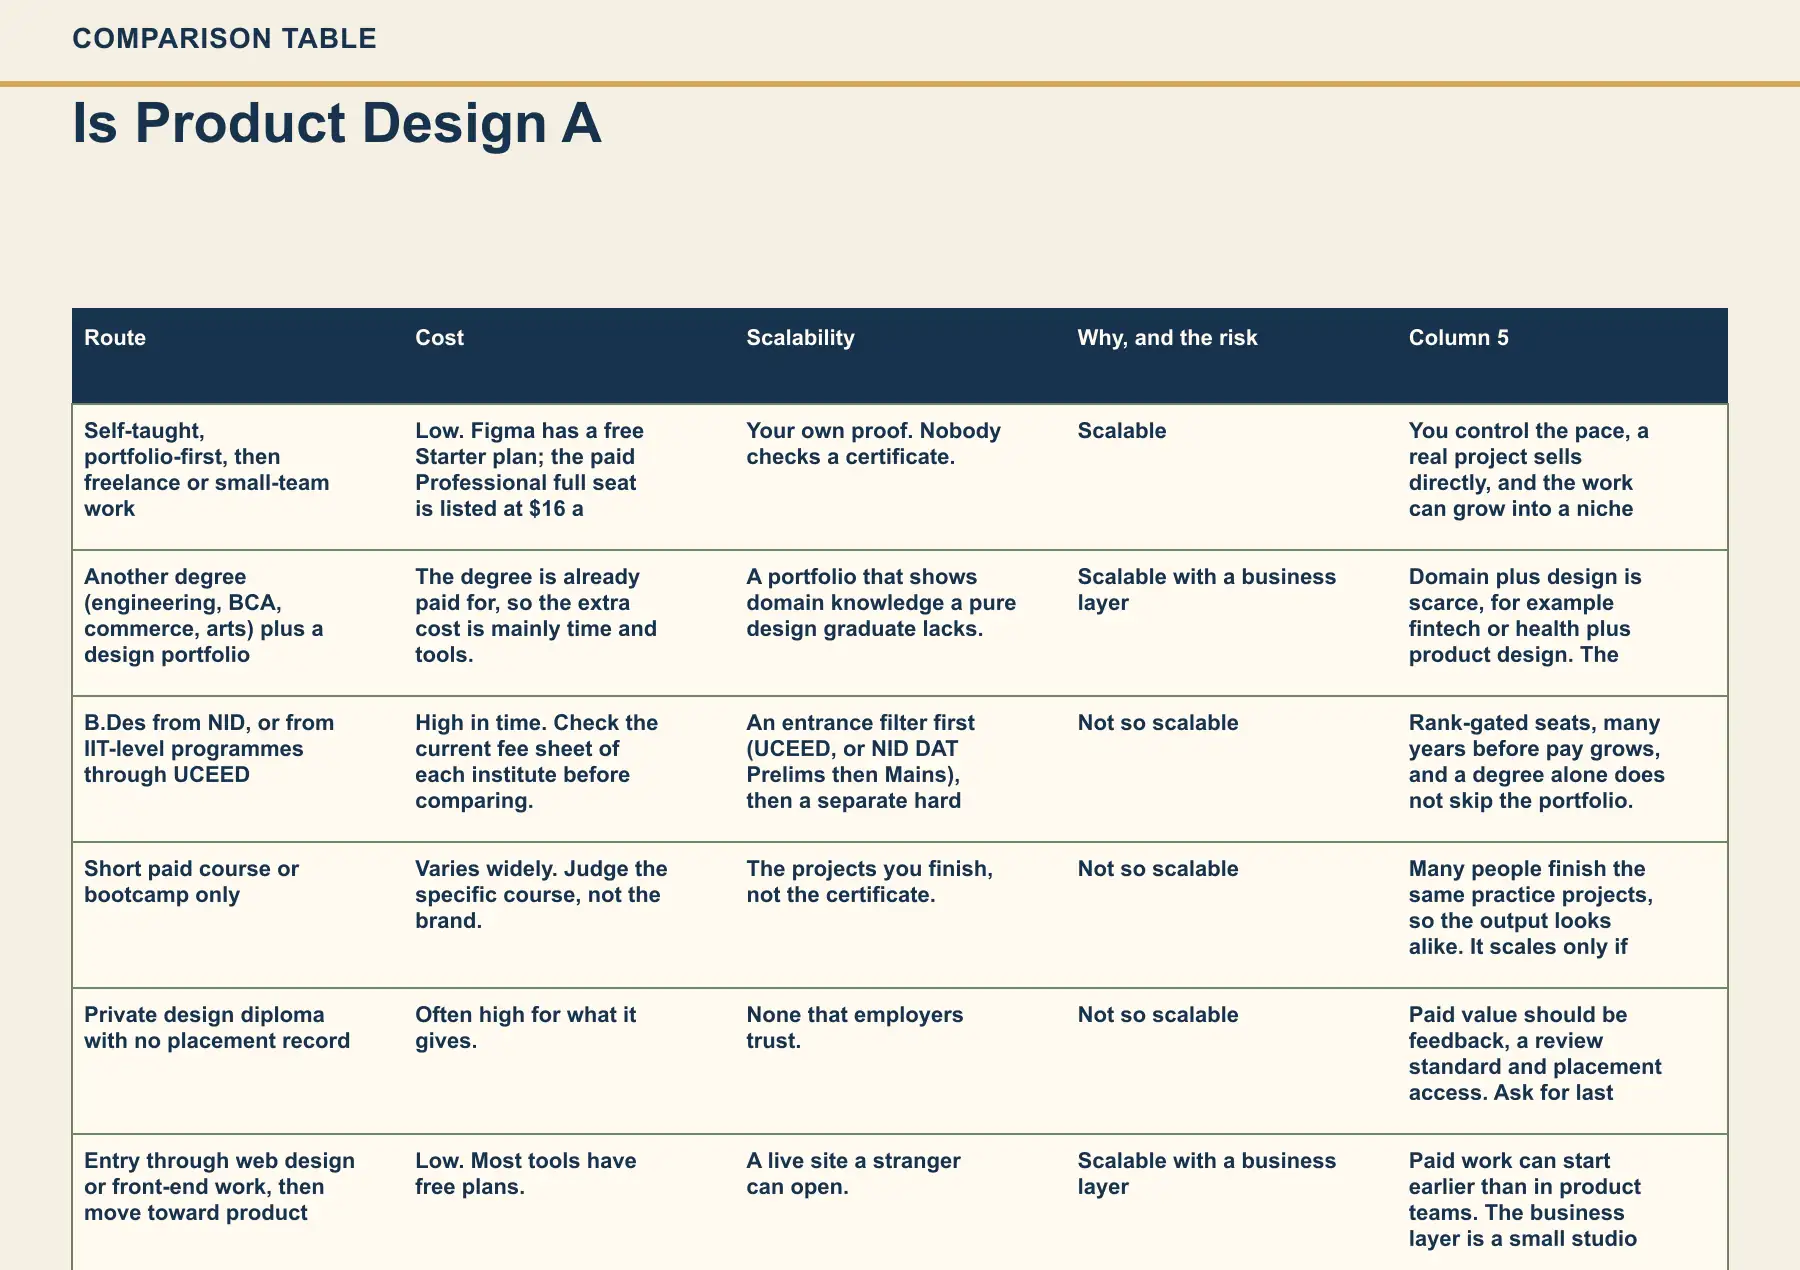 COMPARISON TABLE
Is Product Design A
Route
Cost
Scalability
Why, and the risk
Column 5
Self-taught,
portfolio-first, then
freelance or small-team
work
Low. Figma has a free
Starter plan; the paid
Professional full seat
is listed at $16 a
Your own proof. Nobody
checks a certificate.
Scalable
You control the pace, a
real project sells
directly, and the work
can grow into a niche
Another degree
(engineering, BCA,
commerce, arts) plus a
design portfolio
The degree is already
paid for, so the extra
cost is mainly time and
tools.
A portfolio that shows
domain knowledge a pure
design graduate lacks.
Scalable with a business
layer
Domain plus design is
scarce, for example
fintech or health plus
product design. The
B.Des from NID, or from
IIT-level programmes
through UCEED
High in time. Check the
current fee sheet of
each institute before
comparing.
An entrance filter first
(UCEED, or NID DAT
Prelims then Mains),
then a separate hard
Not so scalable
Rank-gated seats, many
years before pay grows,
and a degree alone does
not skip the portfolio.
Short paid course or
bootcamp only
Varies widely. Judge the
specific course, not the
brand.
The projects you finish,
not the certificate.
Not so scalable
Many people finish the
same practice projects,
so the output looks
alike. It scales only if
Private design diploma
with no placement record
Often high for what it
gives.
None that employers
trust.
Not so scalable
Paid value should be
feedback, a review
standard and placement
access. Ask for last
Entry through web design
or front-end work, then
move toward product
Low. Most tools have
free plans.
A live site a stranger
can open.
Scalable with a business
layer
Paid work can start
earlier than in product
teams. The business
layer is a small studio